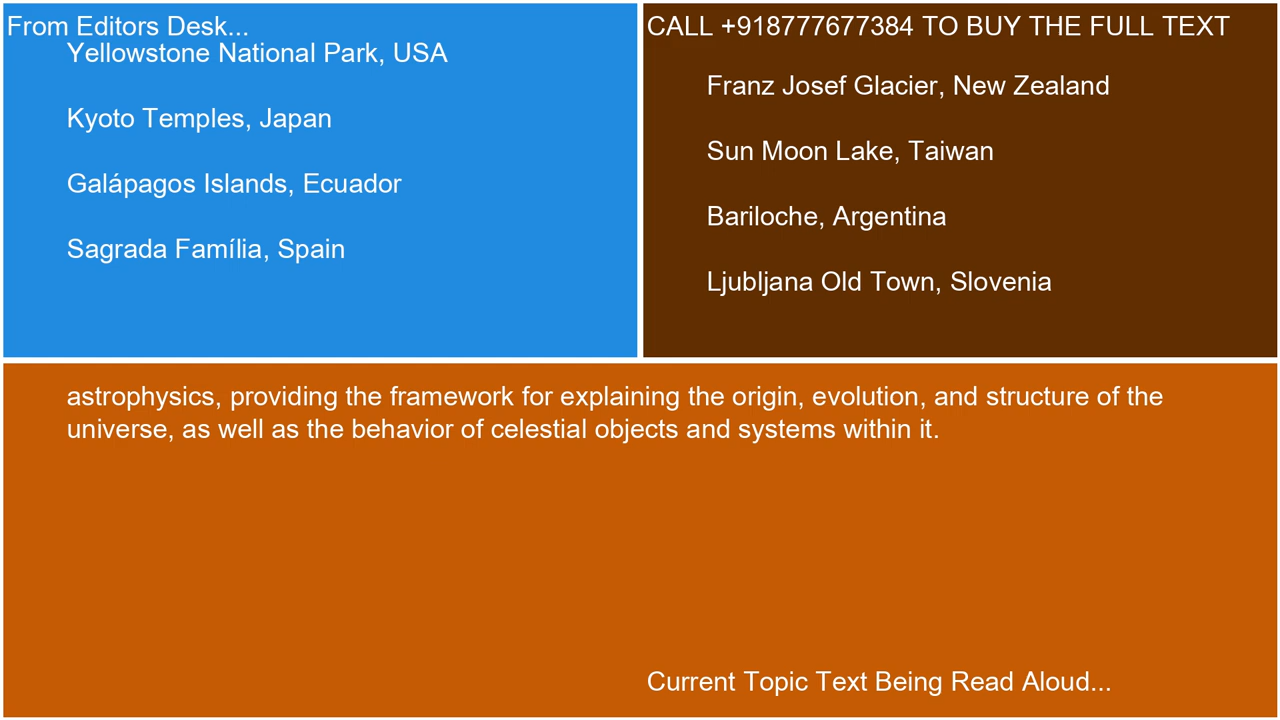 From Editors Desk...
Yellowstone National Park, USA
Kyoto Temples, Japan
Galápagos Islands, Ecuador
Sagrada Família, Spain
CALL +918777677384 TO BUY THE FULL TEXT
Franz Josef Glacier, New Zealand
Sun Moon Lake, Taiwan
Bariloche, Argentina
Ljubljana Old Town, Slovenia
astrophysics, providing the framework for explaining the origin, evolution, and structure of the
universe, as well as the behavior of celestial objects and systems within it.
Current Topic Text Being Read Aloud...